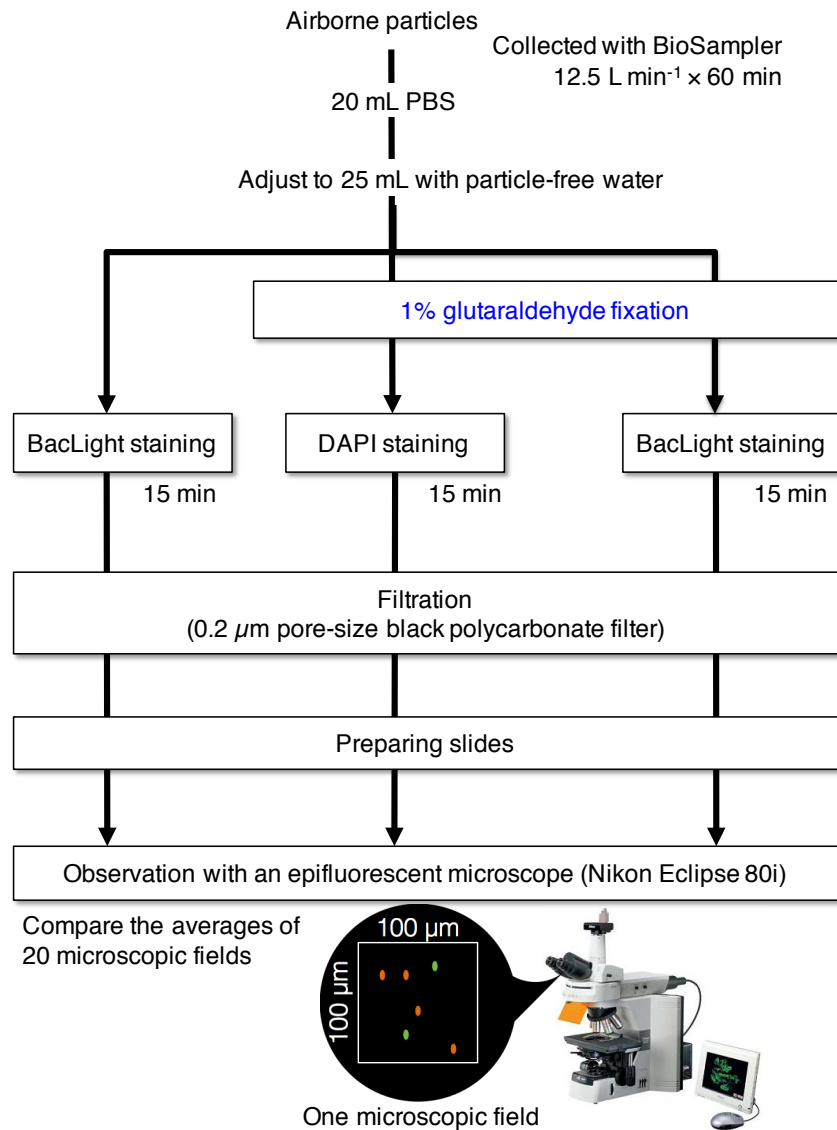 Airborne particles
Collected with BioSampler
12.5 L min⁻¹ × 60 min
20 mL PBS
Adjust to 25 mL with particle-free water
1% glutaraldehyde fixation
BacLight staining
DAPI staining
BacLight staining
15 min
15 min
15 min
Filtration
(0.2 µm pore-size black polycarbonate filter)
Preparing slides
Observation with an epifluorescent microscope (Nikon Eclipse 80i)
Compare the averages of
20 microscopic fields
100 µm
100 µm
One microscopic field